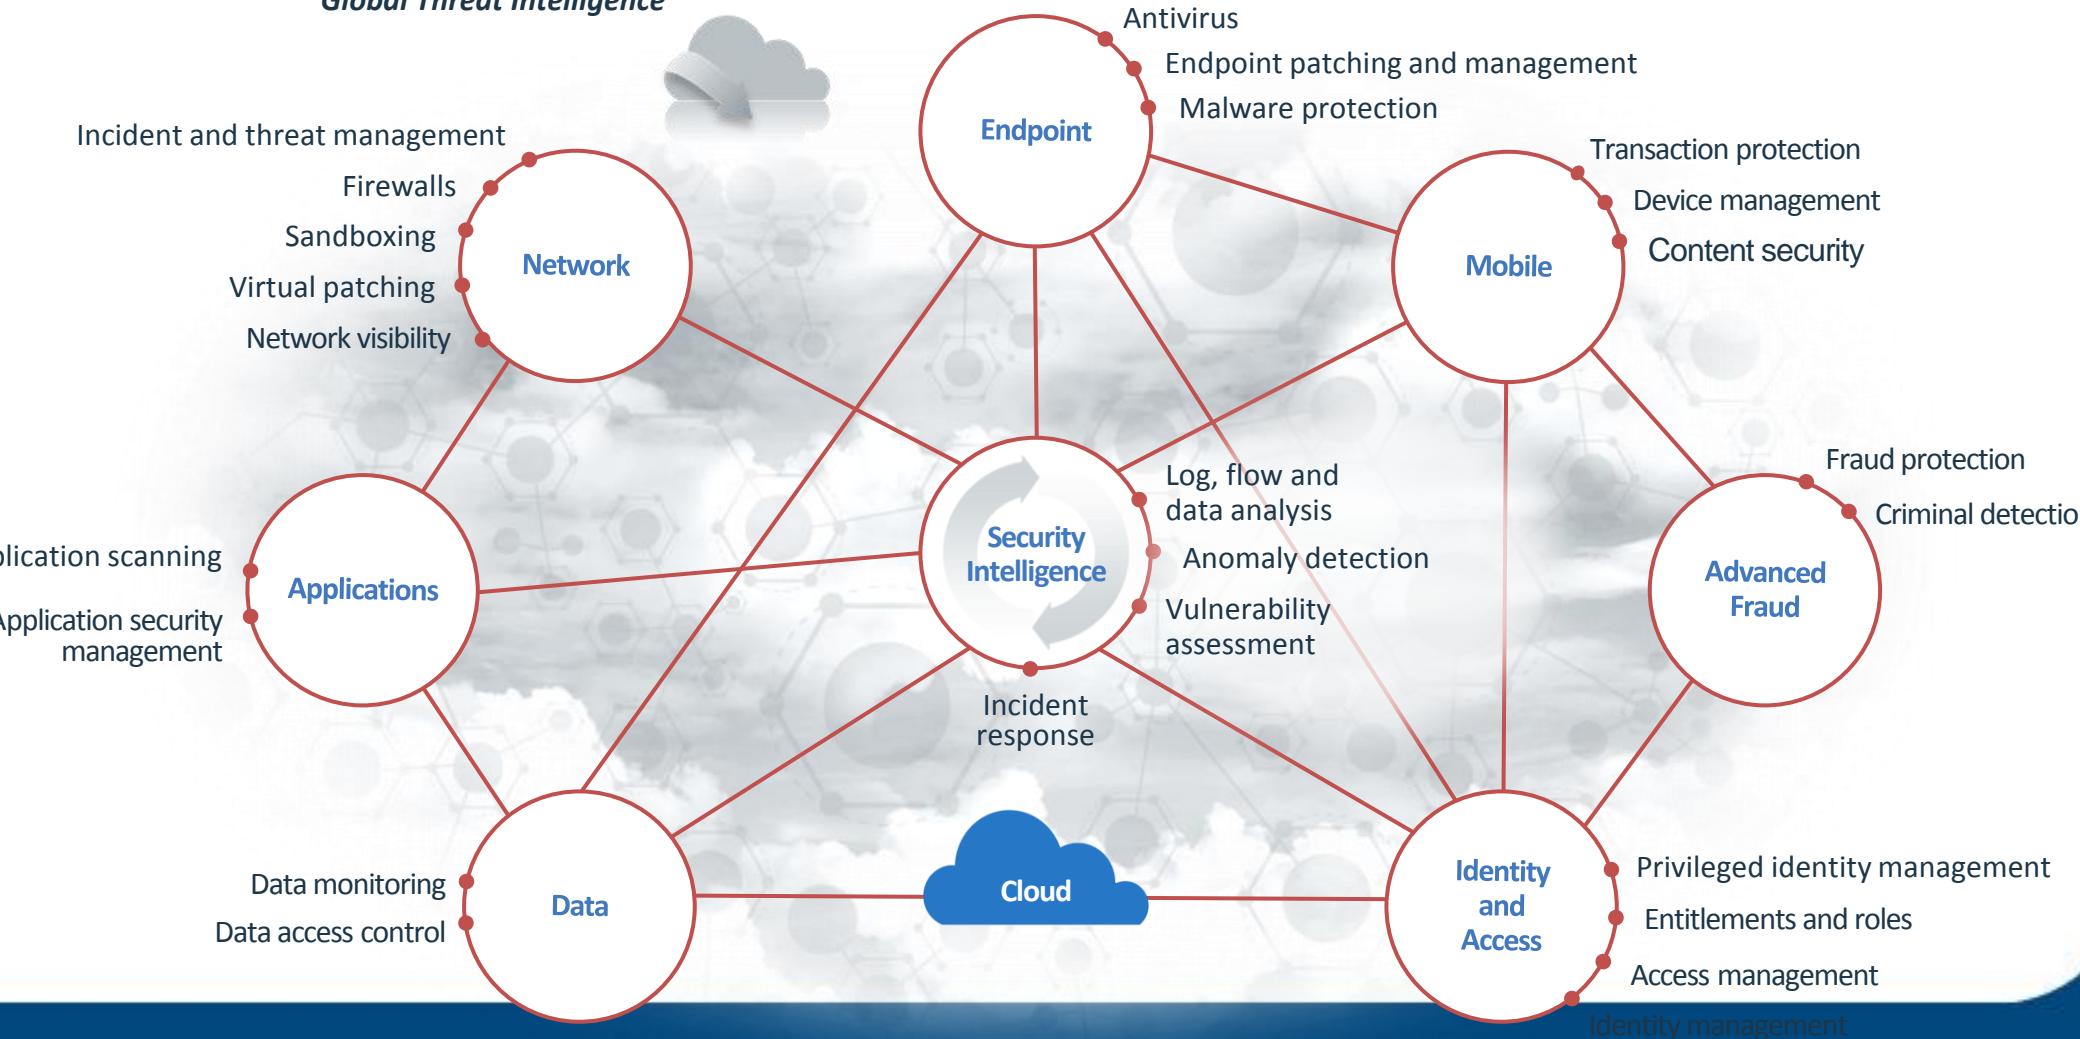 Global Threat Intelligence
Antivirus
Endpoint patching and management
Malware protection
Endpoint
Incident and threat management
Firewalls
Sandboxing
Virtual patching
Network visibility
Network
Transaction protection
Device management
Content security
Mobile
Log, flow and
data analysis
Anomaly detection
Vulnerability
assessment
Security
Intelligence
Incident
response
Fraud protection
Criminal detectio
Advanced
Fraud
plication scanning
Application security
management
Applications
Data monitoring
Data access control
Data
Cloud
Identity
and
Access
Privileged identity management
Entitlements and roles
Access management
Identity management